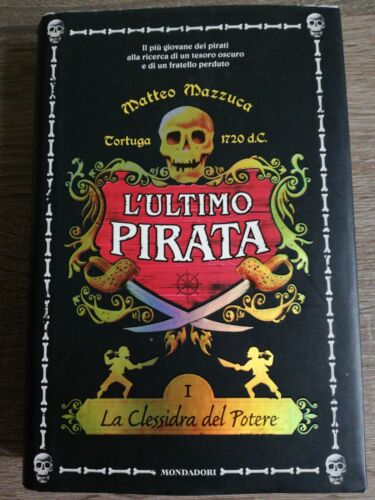 Il più giovane dei pirati
alla ricerca di un tesoro oscuro
e di un fratello perduto
Matteo Mazzuca
Tortuga 1720 d.C.
L'ULTIMO
PIRATA
I
La Clessidra del Potere
MONDADORI